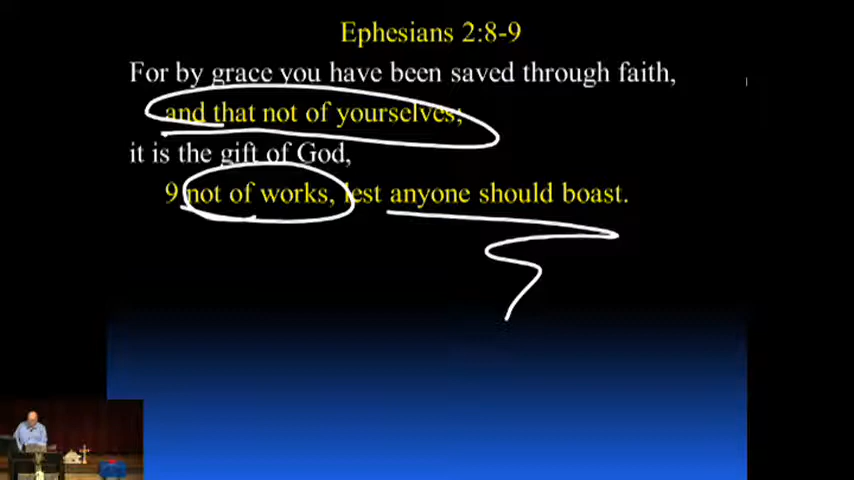 Ephesians 2:8-9
For by grace you have been saved through faith,
and that not of yourselves;
it is the gift of God,
9 not of works, lest anyone should boast.